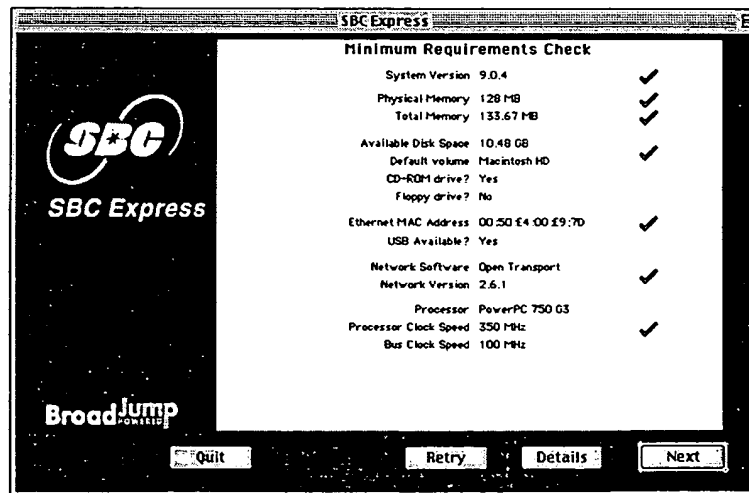 SBC Express
Minimum Requirements Check
System Version 9.0.4
Physical Memory 128 MB
Total Memory 133.67 MB
Available Disk Space 10.48 GB
Default volume Macintosh HD
CD-ROM drive? Yes
Floppy drive? No
Ethernet MAC Address 00:50:E4:00:E9:7D
USB Available? Yes
Network Software Open Transport
Network Version 2.6.1
Processor PowerPC 750 G3
Processor Clock Speed 350 MHz
Bus Clock Speed 100 MHz
SBC
SBC Express
BroadJump
POWERED
Quit
Retry
Details
Next